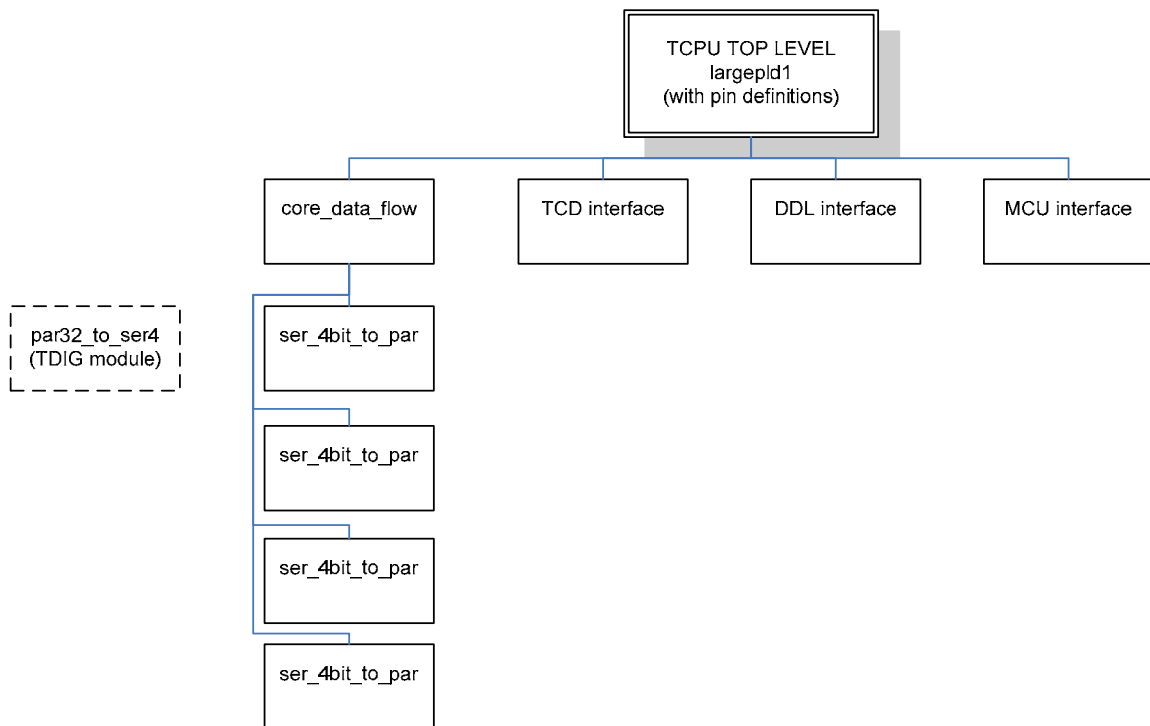 TCPU TOP LEVEL
largepld1
(with pin definitions)
core_data_flow
TCD interface
DDL interface
MCU interface
par32_to_ser4
(TDIG module)
ser_4bit_to_par
ser_4bit_to_par
ser_4bit_to_par
ser_4bit_to_par